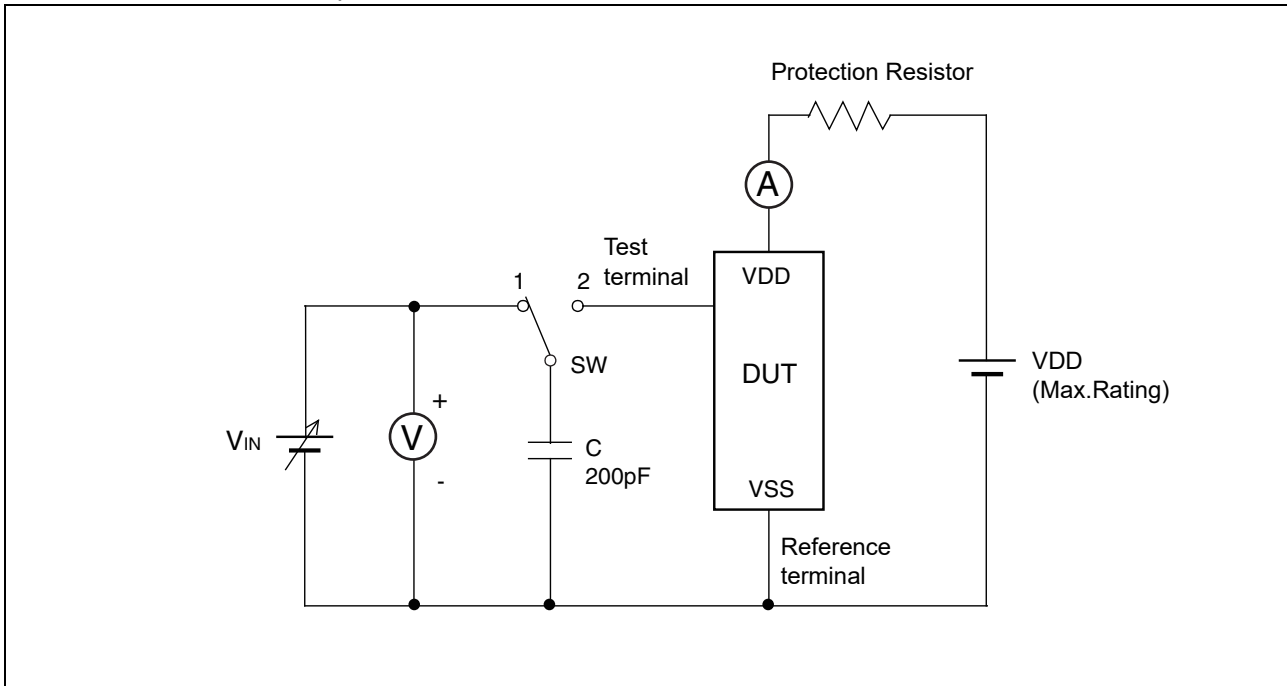 Protection Resistor
A
Test
terminal
1
2
VDD
SW
DUT
VDD
(Max.Rating)
+
VIN
V
C
200pF
-
VSS
Reference
terminal